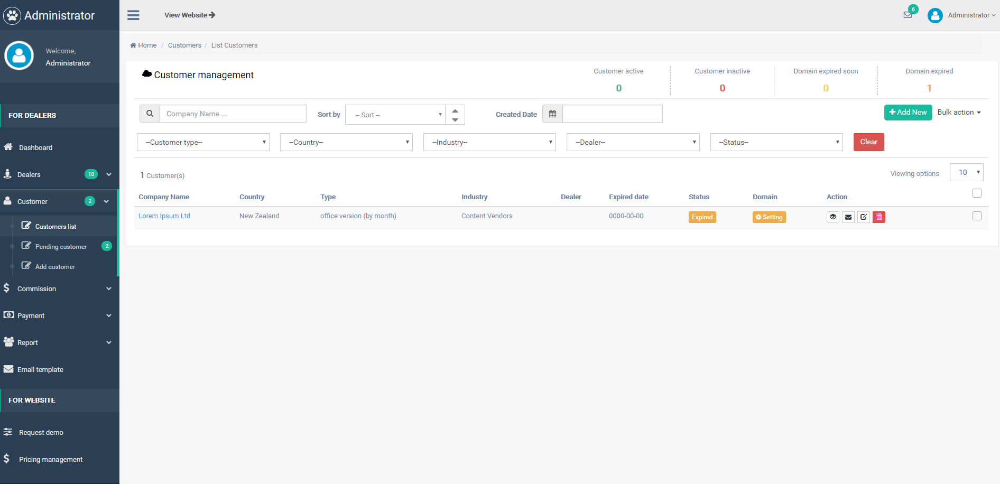 Administrator
Welcome,
Administrator
FOR DEALERS
Dashboard
Dealers 10
Customer 2
Customers list
Pending customer 2
Add customer
Commission
Payment
Report
Email template
FOR WEBSITE
Request demo
Pricing management
View Website
6
Administrator
Home / Customers / List Customers
Customer management
Customer active
0
Customer inactive
0
Domain expired soon
0
Domain expired
1
Company Name ...
Sort by
-- Sort --
Created Date
Add New
Bulk action
--Customer type--
--Country--
--Industry--
--Dealer--
--Status--
Clear
1 Customer(s)
Viewing options
10
Company Name Country Type Industry Dealer Expired date Status Domain Action
Lorem Ipsum Ltd New Zealand office version (by month) Content Vendors 0000-00-00 Expired Setting